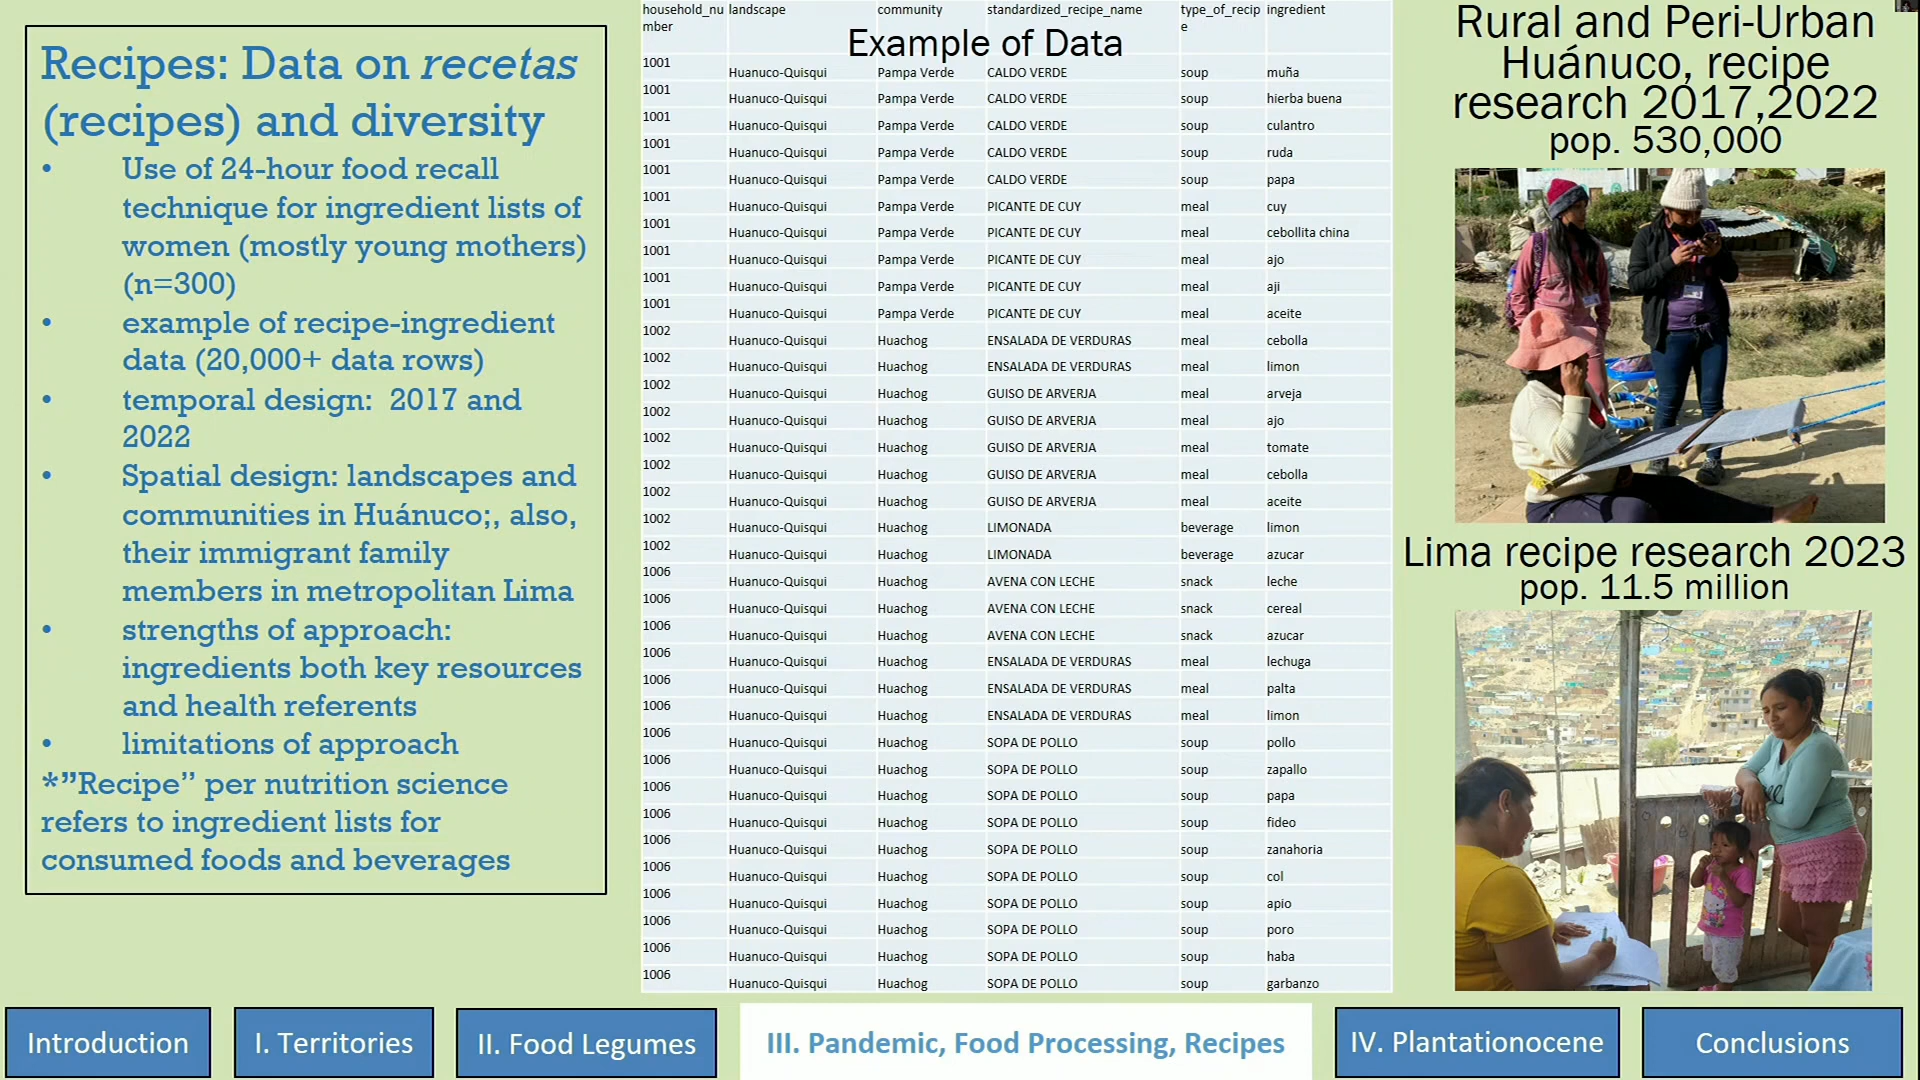 Recipes: Data on recetas
(recipes) and diversity
• Use of 24-hour food recall
technique for ingredient lists of
women (mostly young mothers)
(n=300)
• example of recipe-ingredient
data (20,000+ data rows)
• temporal design:  2017 and
2022
• Spatial design: landscapes and
communities in Huánuco;, also,
their immigrant family
members in metropolitan Lima
• strengths of approach:
ingredients both key resources
and health referents
• limitations of approach
*”Recipe” per nutrition science
refers to ingredient lists for
consumed foods and beverages
household_number landscape community standardized_recipe_name type_of_recipe ingredient
Example of Data
1001 Huanuco-Quisqui Pampa Verde CALDO VERDE soup muña
1001 Huanuco-Quisqui Pampa Verde CALDO VERDE soup hierba buena
1001 Huanuco-Quisqui Pampa Verde CALDO VERDE soup culantro
1001 Huanuco-Quisqui Pampa Verde CALDO VERDE soup ruda
1001 Huanuco-Quisqui Pampa Verde CALDO VERDE soup papa
1001 Huanuco-Quisqui Pampa Verde PICANTE DE CUY meal cuy
1001 Huanuco-Quisqui Pampa Verde PICANTE DE CUY meal cebollita china
1001 Huanuco-Quisqui Pampa Verde PICANTE DE CUY meal ajo
1001 Huanuco-Quisqui Pampa Verde PICANTE DE CUY meal aji
1001 Huanuco-Quisqui Pampa Verde PICANTE DE CUY meal aceite
1002 Huanuco-Quisqui Huachog ENSALADA DE VERDURAS meal cebolla
1002 Huanuco-Quisqui Huachog ENSALADA DE VERDURAS meal limon
1002 Huanuco-Quisqui Huachog GUISO DE ARVERJA meal arveja
1002 Huanuco-Quisqui Huachog GUISO DE ARVERJA meal ajo
1002 Huanuco-Quisqui Huachog GUISO DE ARVERJA meal tomate
1002 Huanuco-Quisqui Huachog GUISO DE ARVERJA meal cebolla
1002 Huanuco-Quisqui Huachog GUISO DE ARVERJA meal aceite
1002 Huanuco-Quisqui Huachog LIMONADA beverage limon
1002 Huanuco-Quisqui Huachog LIMONADA beverage azucar
1006 Huanuco-Quisqui Huachog AVENA CON LECHE snack leche
1006 Huanuco-Quisqui Huachog AVENA CON LECHE snack cereal
1006 Huanuco-Quisqui Huachog AVENA CON LECHE snack azucar
1006 Huanuco-Quisqui Huachog ENSALADA DE VERDURAS meal lechuga
1006 Huanuco-Quisqui Huachog ENSALADA DE VERDURAS meal palta
1006 Huanuco-Quisqui Huachog ENSALADA DE VERDURAS meal limon
1006 Huanuco-Quisqui Huachog SOPA DE POLLO soup pollo
1006 Huanuco-Quisqui Huachog SOPA DE POLLO soup zapallo
1006 Huanuco-Quisqui Huachog SOPA DE POLLO soup papa
1006 Huanuco-Quisqui Huachog SOPA DE POLLO soup fideo
1006 Huanuco-Quisqui Huachog SOPA DE POLLO soup zanahoria
1006 Huanuco-Quisqui Huachog SOPA DE POLLO soup col
1006 Huanuco-Quisqui Huachog SOPA DE POLLO soup apio
1006 Huanuco-Quisqui Huachog SOPA DE POLLO soup poro
1006 Huanuco-Quisqui Huachog SOPA DE POLLO soup haba
1006 Huanuco-Quisqui Huachog SOPA DE POLLO soup garbanzo
Rural and Peri-Urban
Huánuco, recipe
research 2017,2022
pop. 530,000
Lima recipe research 2023
pop. 11.5 million
Introduction
I. Territories
II. Food Legumes
III. Pandemic, Food Processing, Recipes
IV. Plantationocene
Conclusions